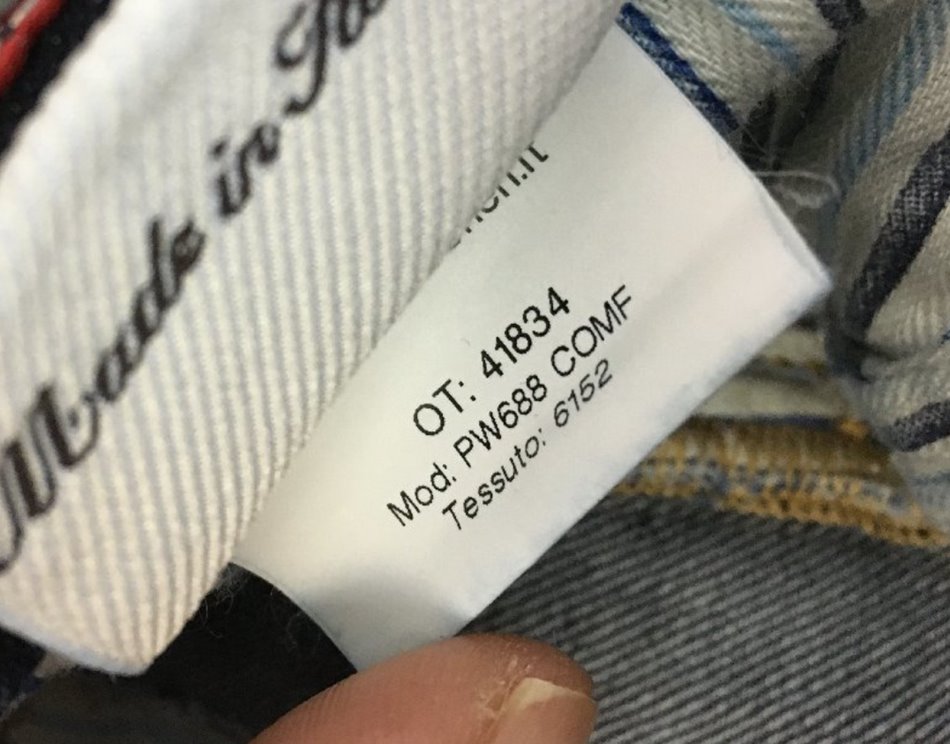 Made in
OT: 41834
Mod: PW688 COMF
Tessuto: 6152